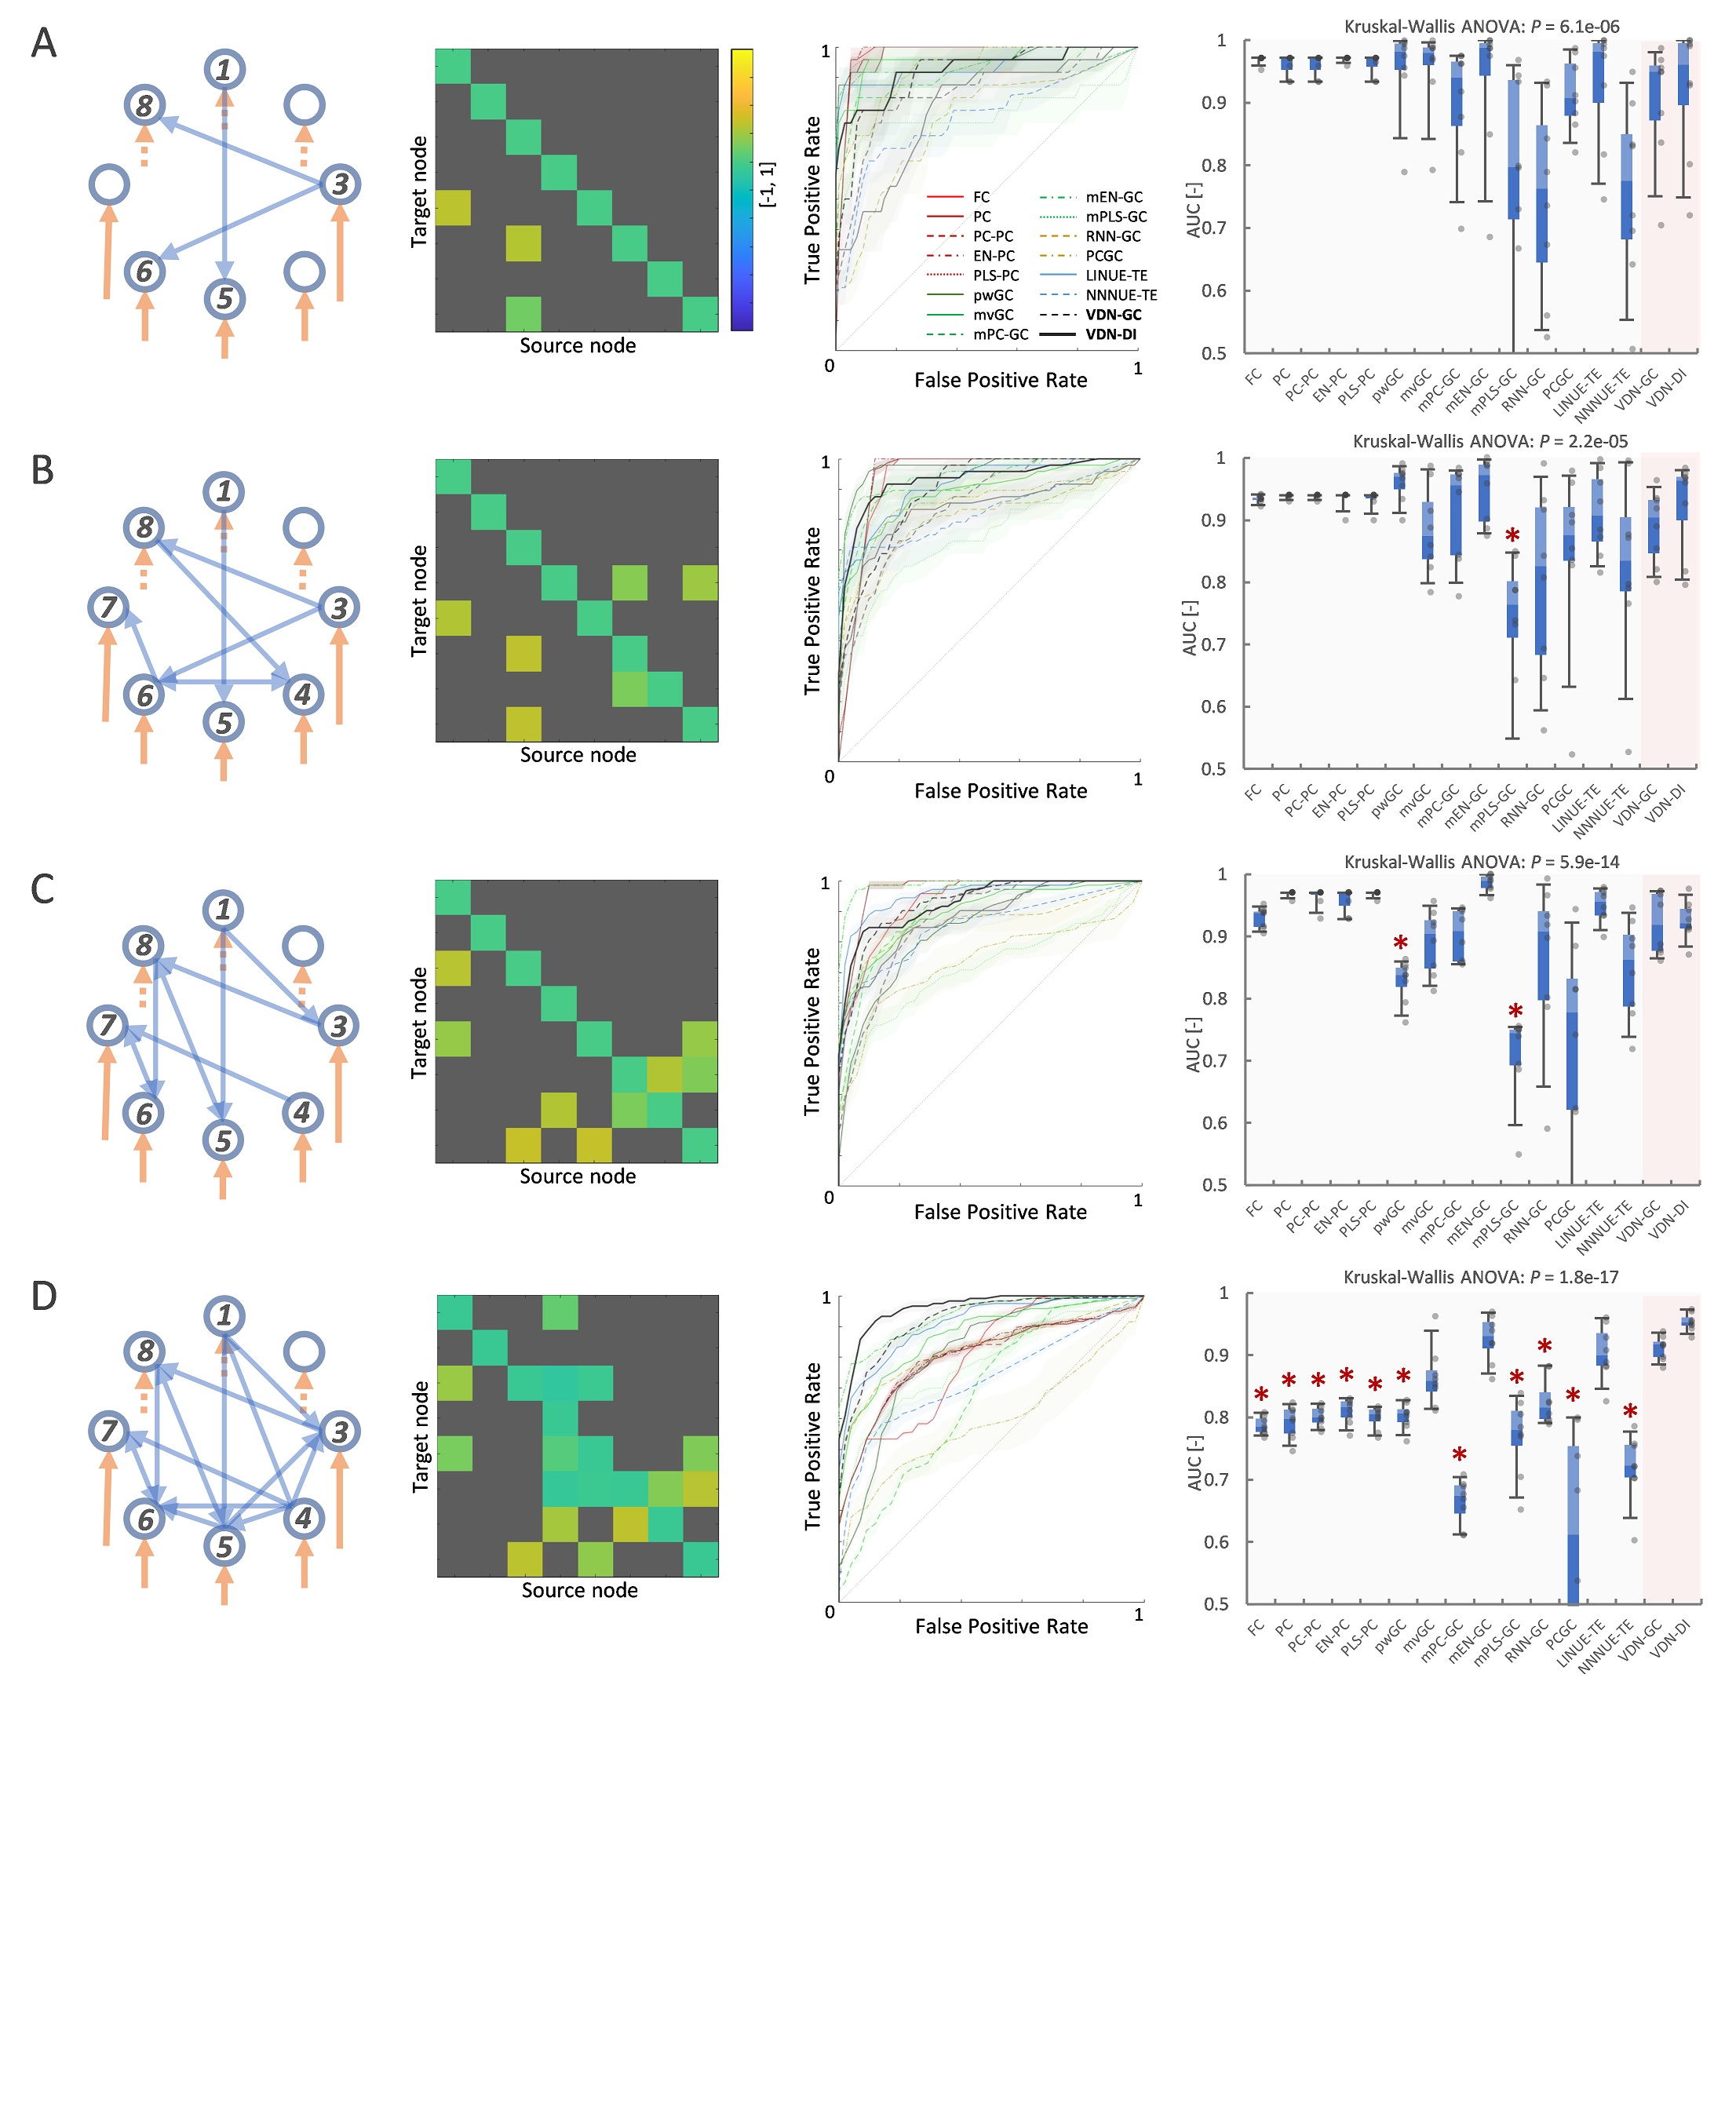 A
1
8
3
6
5
Target node
Source node
[-1, 1]
True Positive Rate
1
0
1
False Positive Rate
FC
PC
PC-PC
EN-PC
PLS-PC
pwGC
mvGC
mPC-GC
mEN-GC
mPLS-GC
RNN-GC
PCGC
LINUE-TE
NNNUE-TE
VDN-GC
VDN-DI
Kruskal-Wallis ANOVA: P = 6.1e-06
AUC [-]
1
0.9
0.8
0.7
0.6
0.5
FC
PC
PC-PC
EN-PC
PLS-PC
pwGC
mvGC
mPC-GC
mEN-GC
mPLS-GC
RNN-GC
PCGC
LINUE-TE
NNNUE-TE
VDN-GC
VDN-DI
B
1
8
7
3
6
4
5
Target node
Source node
True Positive Rate
1
0
1
False Positive Rate
Kruskal-Wallis ANOVA: P = 2.2e-05
AUC [-]
1
0.9
0.8
0.7
0.6
0.5
*
FC
PC
PC-PC
EN-PC
PLS-PC
pwGC
mvGC
mPC-GC
mEN-GC
mPLS-GC
RNN-GC
PCGC
LINUE-TE
NNNUE-TE
VDN-GC
VDN-DI
C
1
8
7
3
6
4
5
Target node
Source node
True Positive Rate
1
0
1
False Positive Rate
Kruskal-Wallis ANOVA: P = 5.9e-14
AUC [-]
1
0.9
0.8
0.7
0.6
0.5
*
*
FC
PC
PC-PC
EN-PC
PLS-PC
pwGC
mvGC
mPC-GC
mEN-GC
mPLS-GC
RNN-GC
PCGC
LINUE-TE
NNNUE-TE
VDN-GC
VDN-DI
D
1
8
7
3
6
4
5
Target node
Source node
True Positive Rate
1
0
1
False Positive Rate
Kruskal-Wallis ANOVA: P = 1.8e-17
AUC [-]
1
0.9
0.8
0.7
0.6
0.5
* * * * * * * * * * *
FC
PC
PC-PC
EN-PC
PLS-PC
pwGC
mvGC
mPC-GC
mEN-GC
mPLS-GC
RNN-GC
PCGC
LINUE-TE
NNNUE-TE
VDN-GC
VDN-DI